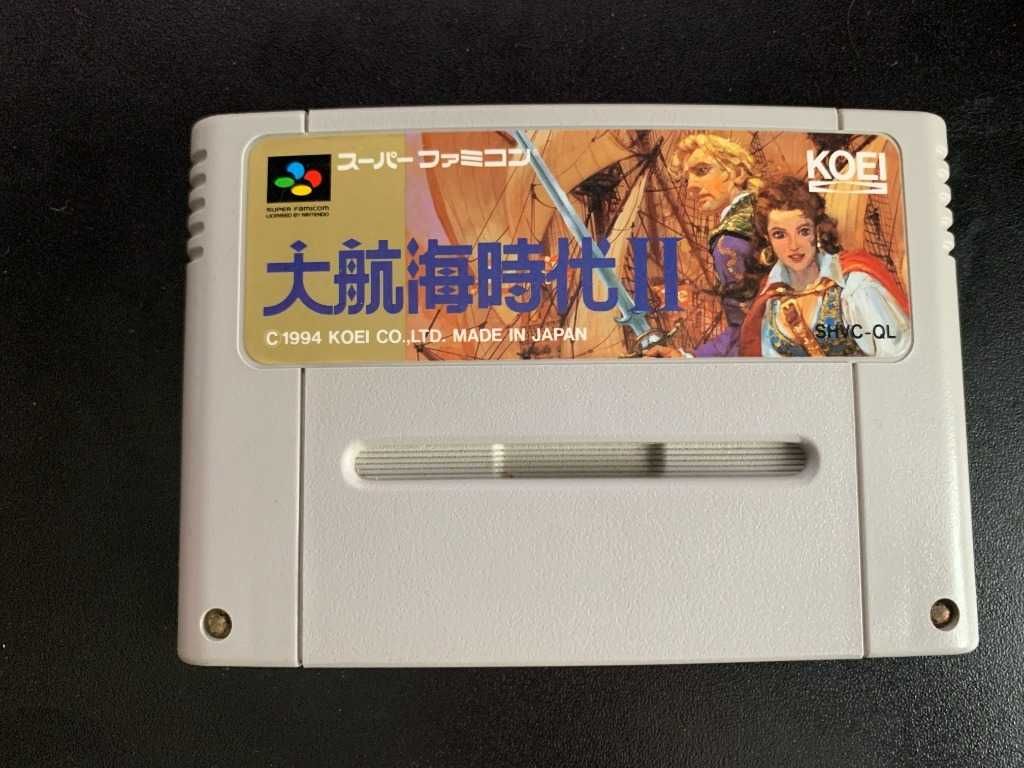 スーパーファミコン
KOEI
SUPER FAMICOM
LICENSED BY NINTENDO
大航海時代II
C 1994 KOEI CO.,LTD. MADE IN JAPAN
SHVC-QL